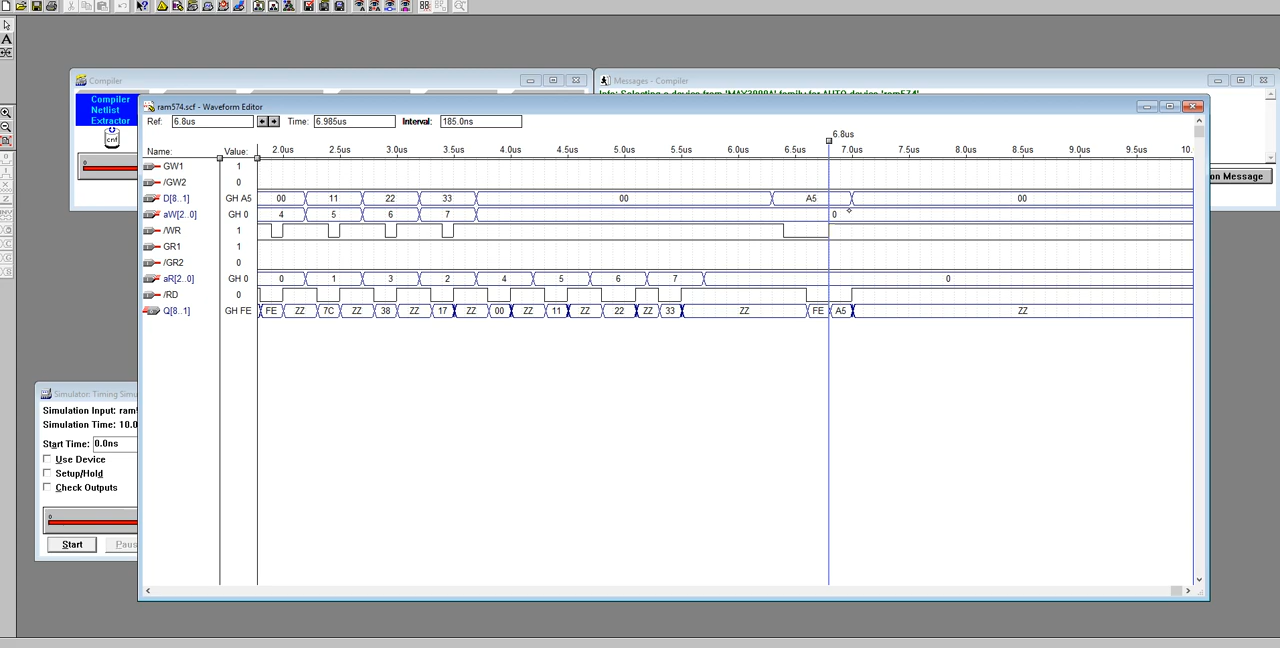 Compiler
Messages - Compiler
Info: Selecting a device from 'MAX3000A' family for AUTO device 'ram574'
Compiler
Netlist
Extractor
cnf
0
on Message
ram574.scf - Waveform Editor
Ref: 6.8us Time: 6.985us Interval: 185.0ns
6.8us
Name: Value: 2.0us 2.5us 3.0us 3.5us 4.0us 4.5us 5.0us 5.5us 6.0us 6.5us 7.0us 7.5us 8.0us 8.5us 9.0us 9.5us 10.
GW1 1
/GW2 0
D[8..1] GH A5 00 11 22 33 00 A5 00
aW[2..0] GH 0 4 5 6 7 0
/WR 1
GR1 1
/GR2 0
aR[2..0] GH 0 0 1 3 2 4 5 6 7 0
/RD 0
Q[8..1] GH FE FE ZZ 7C ZZ 38 ZZ 17 ZZ 00 ZZ 11 ZZ 22 ZZ 33 ZZ FE A5 ZZ
Simulator: Timing Simu
Simulation Input: ram5
Simulation Time: 10.0
Start Time: 0.0ns
Use Device
Setup/Hold
Check Outputs
0
Start Paus